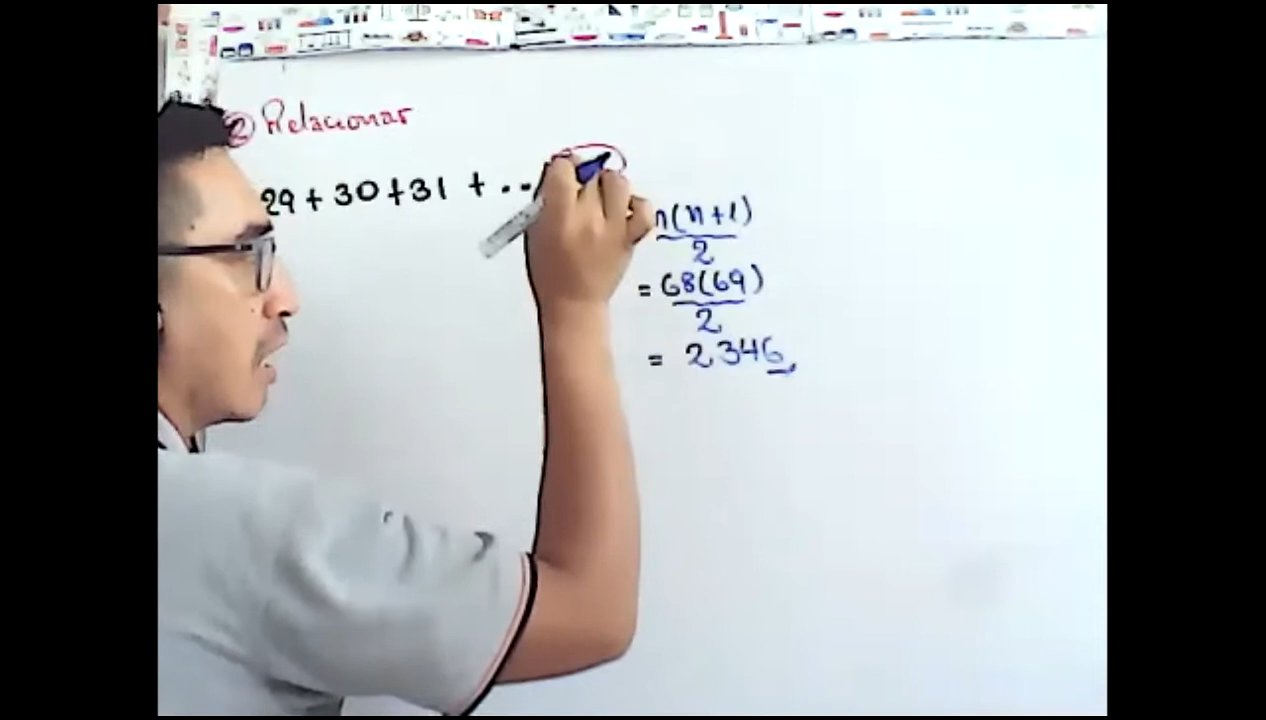 ② Relacionar
29 + 30 + 31 + ..
n(n+1)
2
= 68(69)
2
= 2346